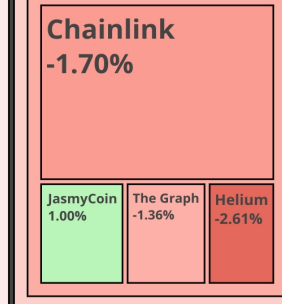 Chainlink
-1.70%
JasmyCoin
1.00%
The Graph
-1.36%
Helium
-2.61%